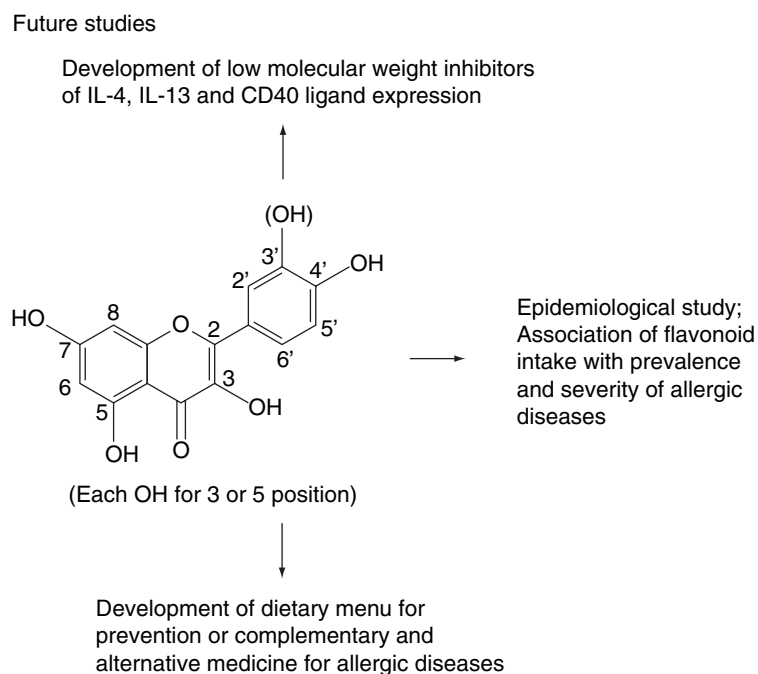 Future studies
Development of low molecular weight inhibitors
of IL-4, IL-13 and CD40 ligand expression
(OH)
3'
4'
OH
2'
HO
8
O
2
5'
7
6'
6
3
5
OH
OH
O
(Each OH for 3 or 5 position)
Epidemiological study;
Association of flavonoid
intake with prevalence
and severity of allergic
diseases
Development of dietary menu for
prevention or complementary and
alternative medicine for allergic diseases